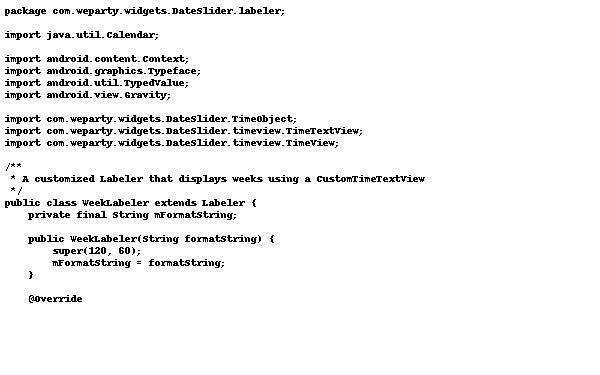 package com.weparty.widgets.DateSlider.labeler;

import java.util.Calendar;

import android.content.Context;
import android.graphics.Typeface;
import android.util.TypedValue;
import android.view.Gravity;

import com.weparty.widgets.DateSlider.TimeObject;
import com.weparty.widgets.DateSlider.timeview.TimeTextView;
import com.weparty.widgets.DateSlider.timeview.TimeView;

/**
 * A customized Labeler that displays weeks using a CustomTimeTextView
 */
public class WeekLabeler extends Labeler {
    private final String mFormatString;

    public WeekLabeler(String formatString) {
        super(120, 60);
        mFormatString = formatString;
    }

    @Override